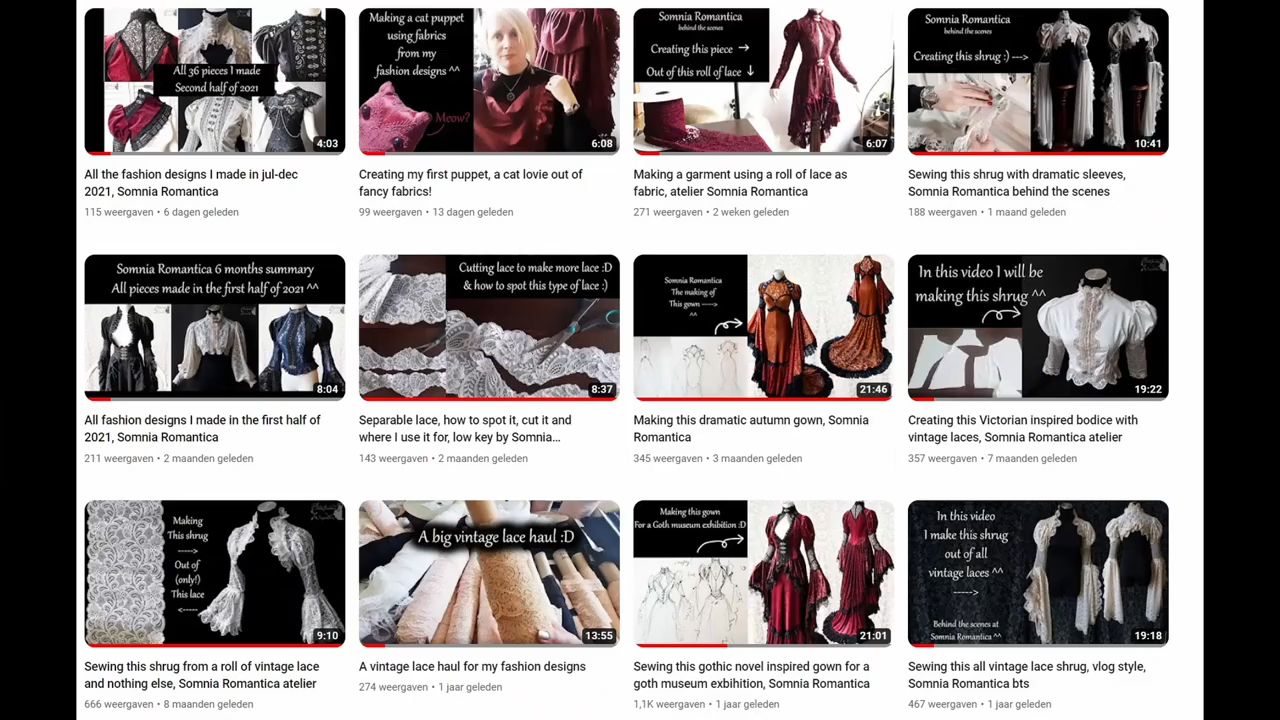 All 36 pieces I made
Second half of 2021
4:03
All the fashion designs I made in jul-dec
2021, Somnia Romantica
115 weergaven • 6 dagen geleden
Making a cat puppet
using fabrics
from my
fashion designs ^^
Meow?
6:08
Creating my first puppet, a cat lovie out of
fancy fabrics!
99 weergaven • 13 dagen geleden
Somnia Romantica
behind the scenes
Creating this piece →
Out of this roll of lace ↓
6:07
Making a garment using a roll of lace as
fabric, atelier Somnia Romantica
271 weergaven • 2 weken geleden
Somnia Romantica
behind the scenes
Creating this shrug :) --->
10:41
Sewing this shrug with dramatic sleeves,
Somnia Romantica behind the scenes
188 weergaven • 1 maand geleden
Somnia Romantica 6 months summary
All pieces made in the first half of 2021 ^^
8:04
All fashion designs I made in the first half of
2021, Somnia Romantica
211 weergaven • 2 maanden geleden
Cutting lace to make more lace :D
& how to spot this type of lace :)
8:37
Separable lace, how to spot it, cut it and
where I use it for, low key by Somnia...
143 weergaven • 2 maanden geleden
Somnia Romantica
The making of
This gown ---->
^^
21:46
Making this dramatic autumn gown, Somnia
Romantica
345 weergaven • 3 maanden geleden
In this video I will be
making this shrug ^^
19:22
Creating this Victorian inspired bodice with
vintage laces, Somnia Romantica atelier
357 weergaven • 7 maanden geleden
Making
This shrug
---->
Out of
(only!)
This lace
<----
9:10
Sewing this shrug from a roll of vintage lace
and nothing else, Somnia Romantica atelier
666 weergaven • 8 maanden geleden
A big vintage lace haul :D
13:55
A vintage lace haul for my fashion designs
274 weergaven • 1 jaar geleden
Making this gown
For a Goth museum exhibition :D
21:01
Sewing this gothic novel inspired gown for a
goth museum exbihition, Somnia Romantica
1,1K weergaven • 1 jaar geleden
In this video
I make this shrug
out of all
vintage laces ^^
----->
Behind the scenes at
Somnia Romantica ^^
19:18
Sewing this all vintage lace shrug, vlog style,
Somnia Romantica bts
467 weergaven • 1 jaar geleden